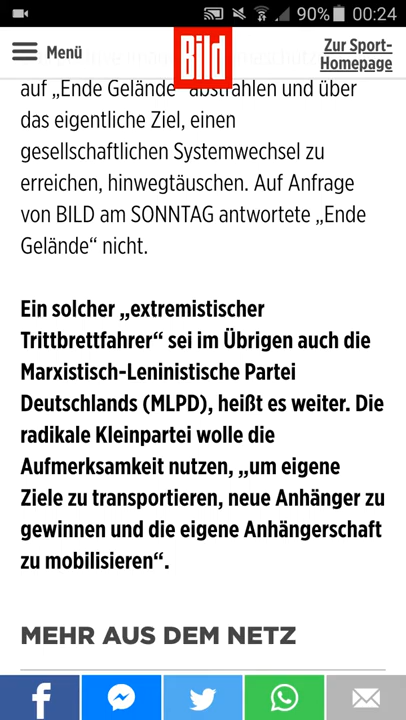 90% 00:24
Menü
Bild
Zur Sport-
Homepage
auf „Ende Gelände“ abstrahlen und über
das eigentliche Ziel, einen
gesellschaftlichen Systemwechsel zu
erreichen, hinwegtäuschen. Auf Anfrage
von BILD am SONNTAG antwortete „Ende
Gelände“ nicht.
Ein solcher „extremistischer
Trittbrettfahrer“ sei im Übrigen auch die
Marxistisch-Leninistische Partei
Deutschlands (MLPD), heißt es weiter. Die
radikale Kleinpartei wolle die
Aufmerksamkeit nutzen, „um eigene
Ziele zu transportieren, neue Anhänger zu
gewinnen und die eigene Anhängerschaft
zu mobilisieren“.
MEHR AUS DEM NETZ